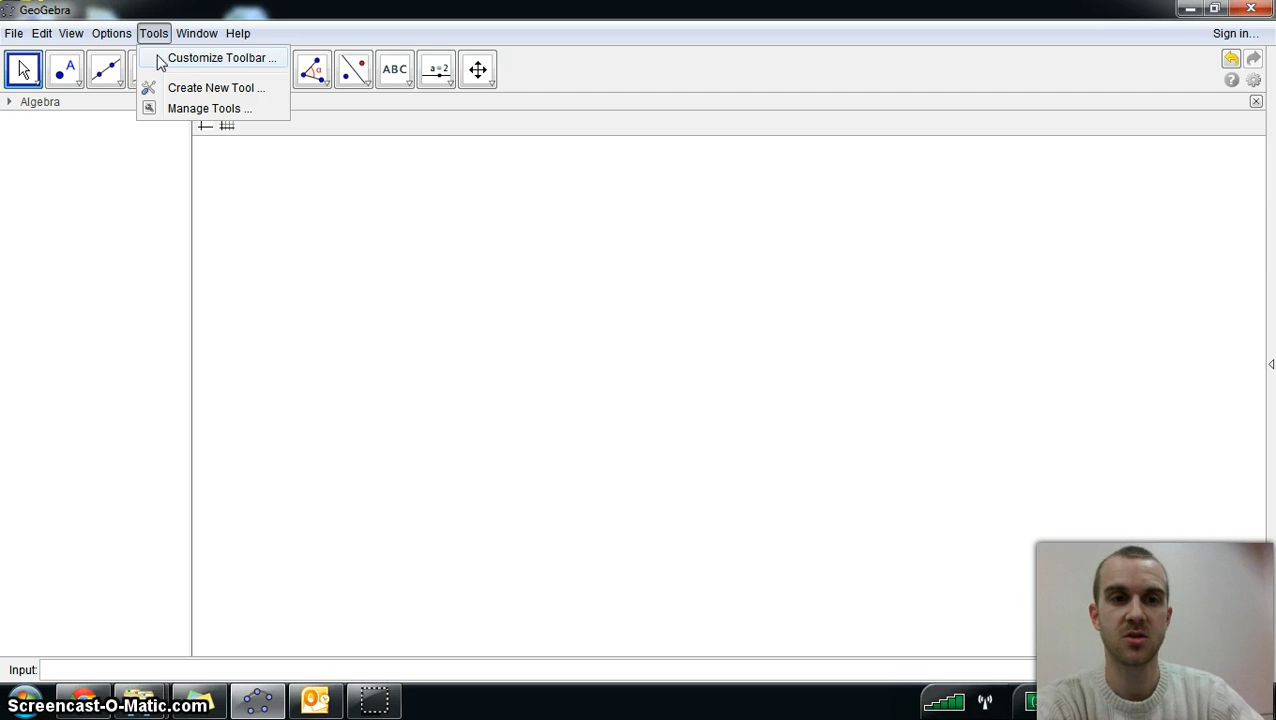 GeoGebra
File Edit View Options Tools Window Help Sign in...
Customize Toolbar ...
ABC a=2
Create New Tool ...
Manage Tools ...
Algebra
A
α
Input:
Screencast-O-Matic.com